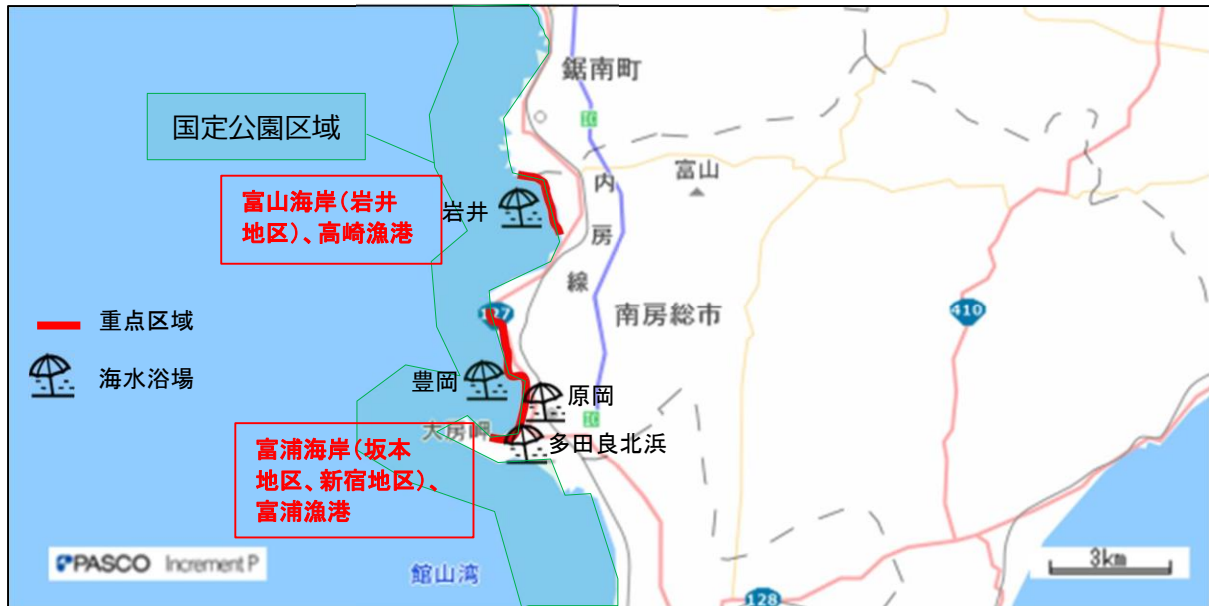 鋸南町
IC
国定公園区域
富山
富山海岸(岩井
地区)、高崎漁港
岩井
内房線
127
南房総市
410
重点区域
海水浴場
豊岡
原岡
IC
大房岬
多田良北浜
富浦海岸(坂本
地区、新宿地区)、
富浦漁港
PASCO Increment P
館山湾
3km
128